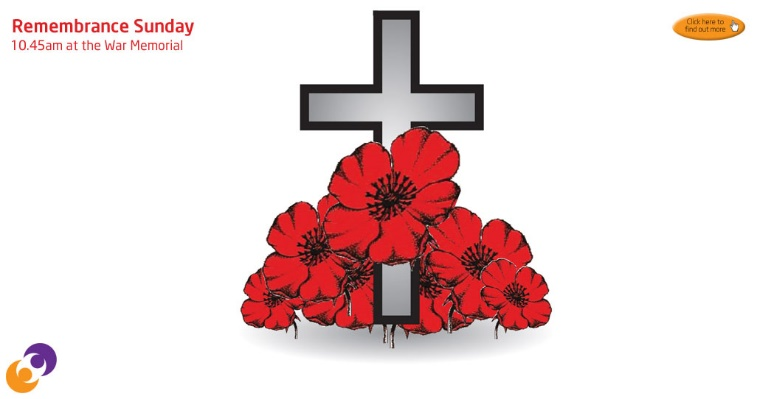 Remembrance Sunday
10.45am at the War Memorial
Click here to
find out more